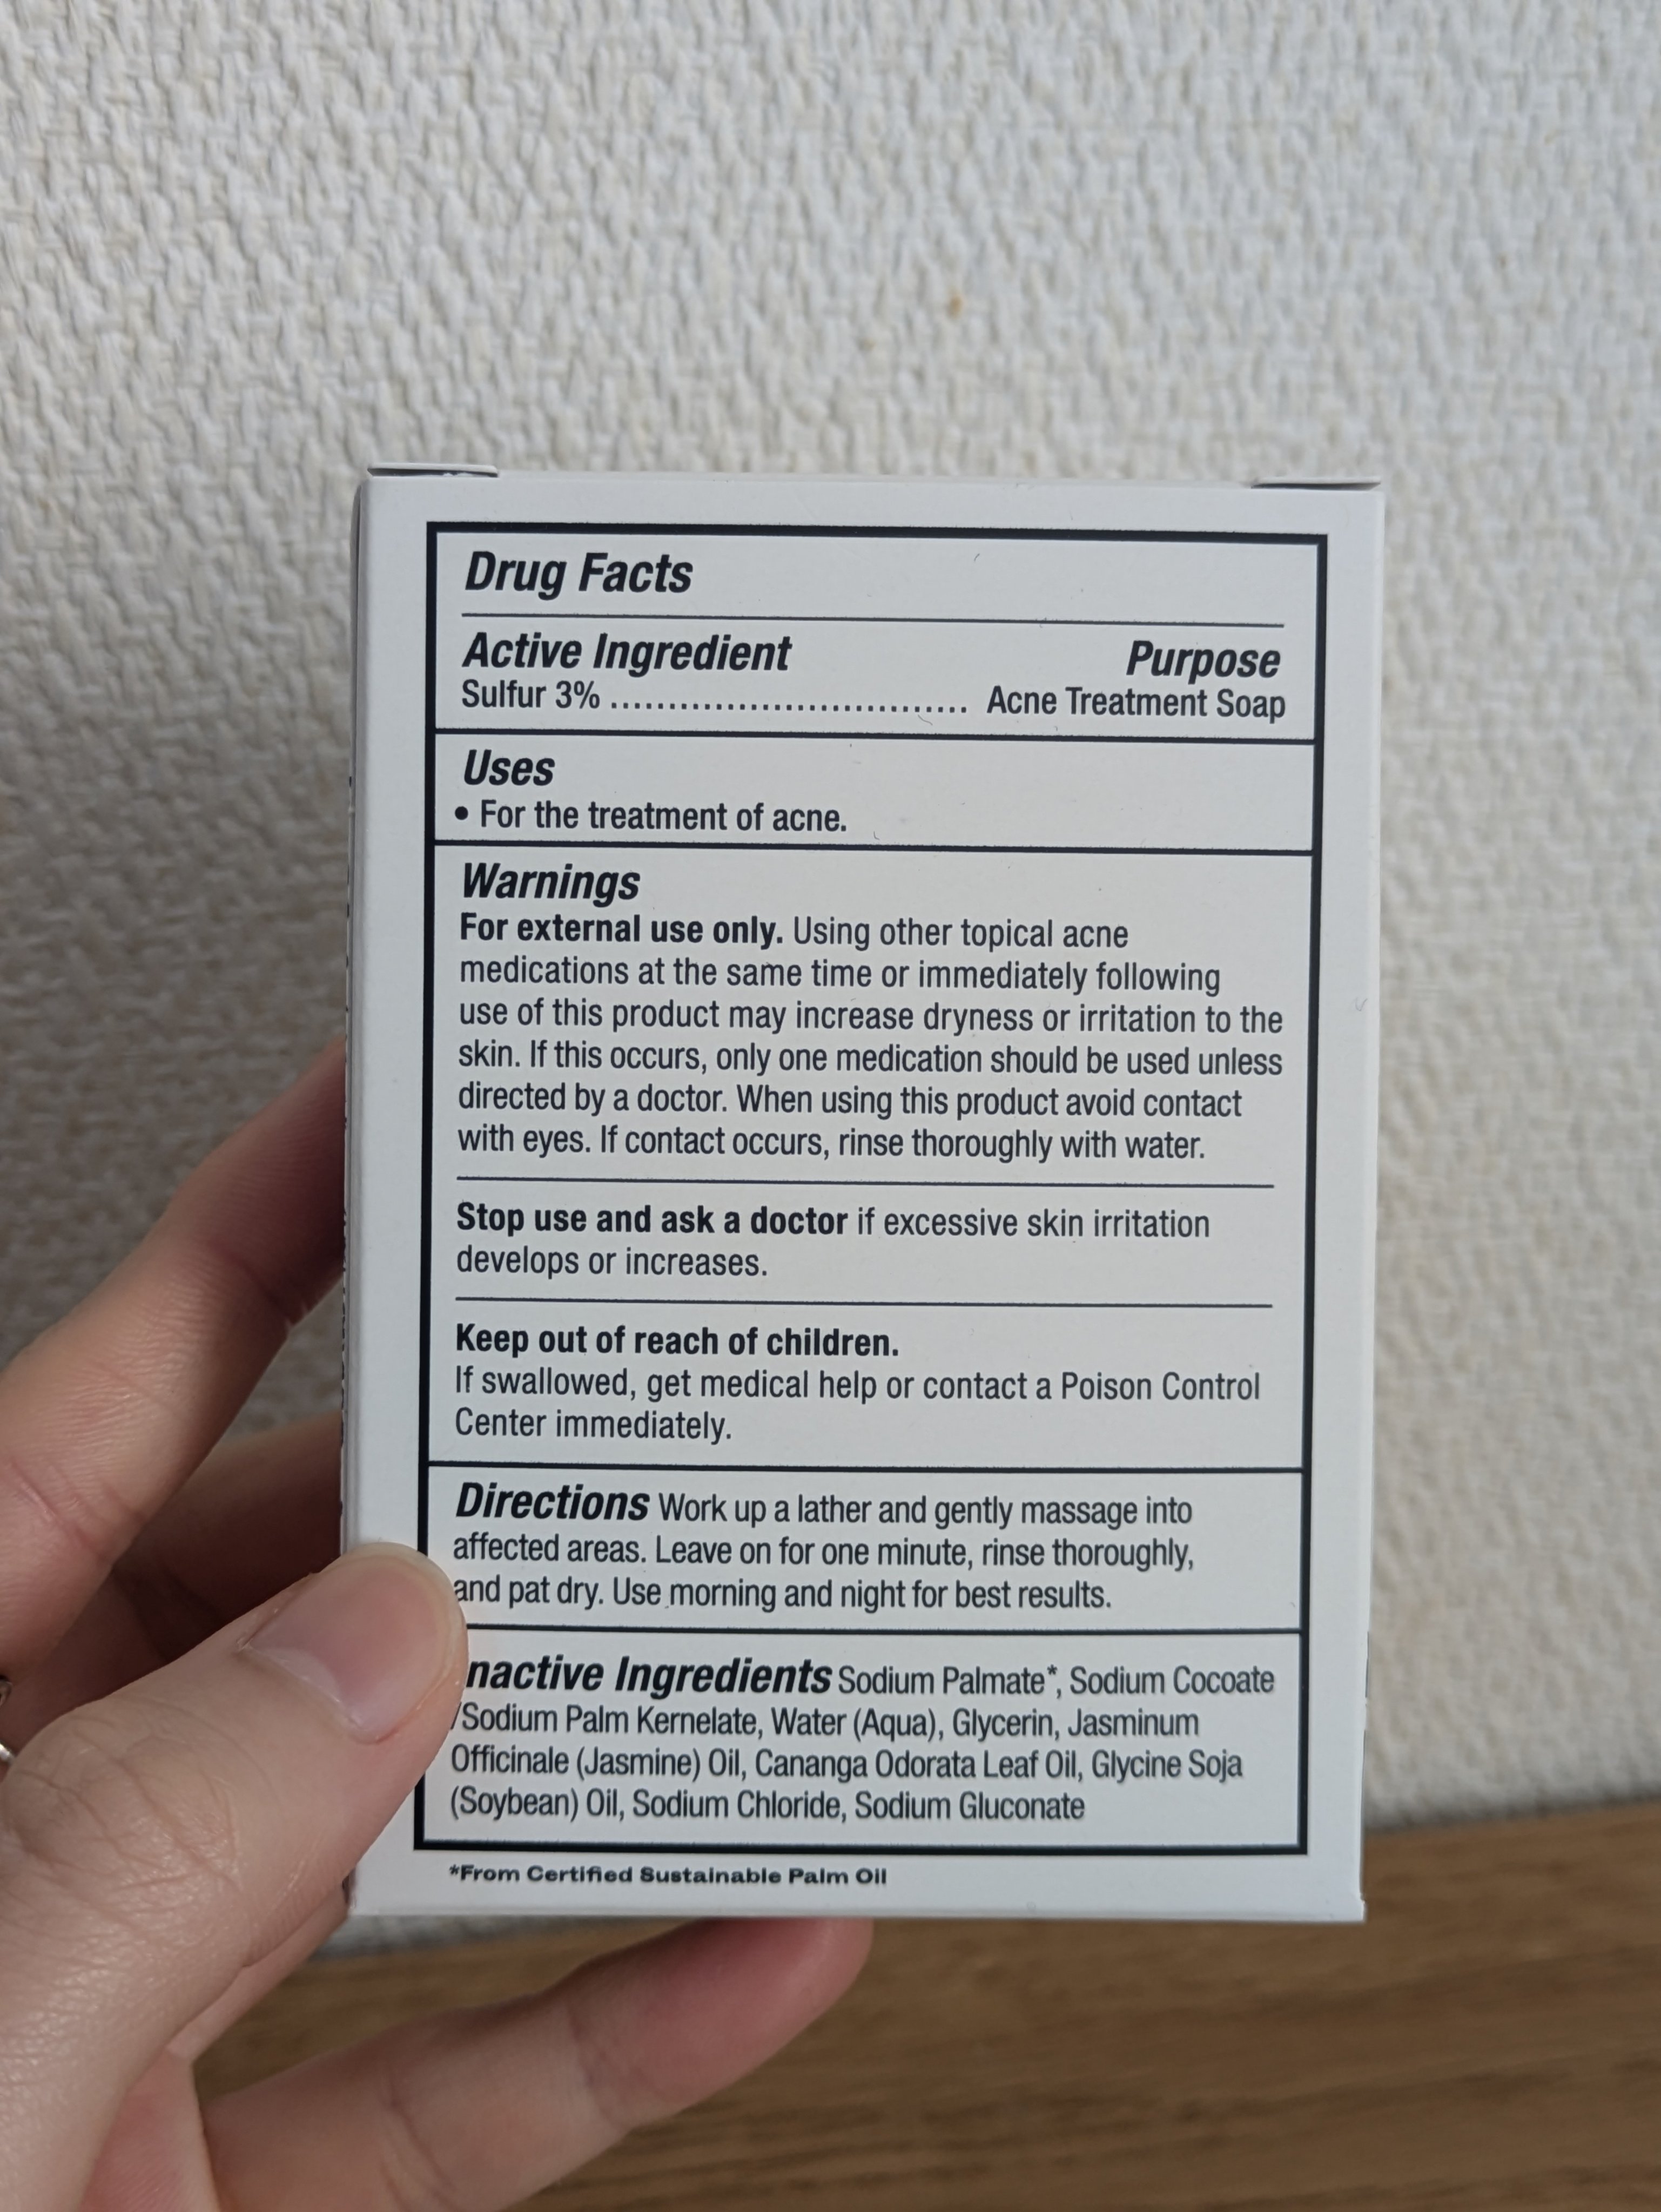 Drug Facts
Active Ingredient Purpose
Sulfur 3% ............................... Acne Treatment Soap
Uses
• For the treatment of acne.
Warnings
For external use only. Using other topical acne
medications at the same time or immediately following
use of this product may increase dryness or irritation to the
skin. If this occurs, only one medication should be used unless
directed by a doctor. When using this product avoid contact
with eyes. If contact occurs, rinse thoroughly with water.
Stop use and ask a doctor if excessive skin irritation
develops or increases.
Keep out of reach of children.
If swallowed, get medical help or contact a Poison Control
Center immediately.
Directions Work up a lather and gently massage into
affected areas. Leave on for one minute, rinse thoroughly,
and pat dry. Use morning and night for best results.
nactive Ingredients Sodium Palmate*, Sodium Cocoate
/Sodium Palm Kernelate, Water (Aqua), Glycerin, Jasminum
Officinale (Jasmine) Oil, Cananga Odorata Leaf Oil, Glycine Soja
(Soybean) Oil, Sodium Chloride, Sodium Gluconate
*From Certified Sustainable Palm Oil